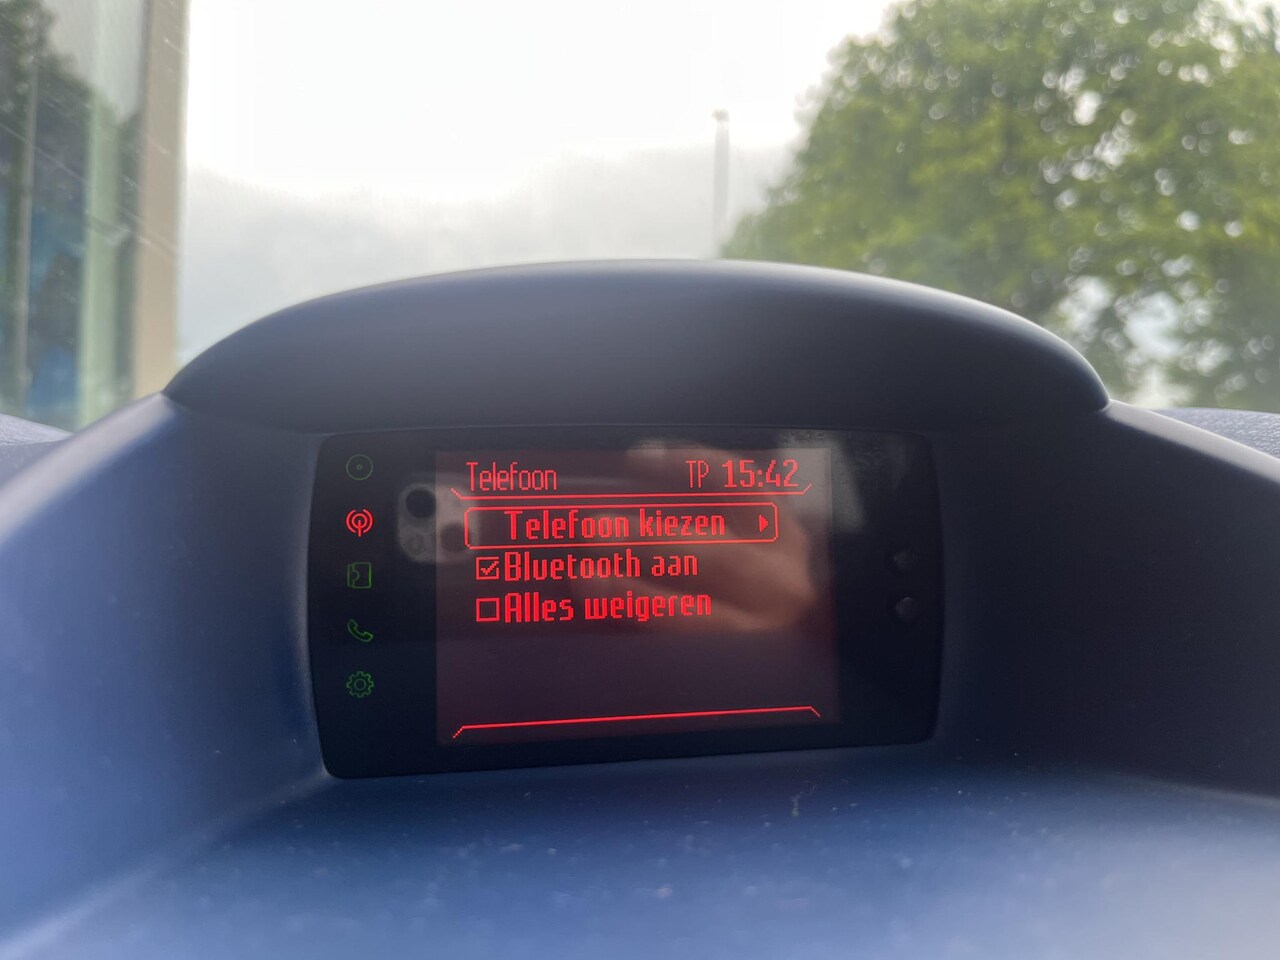 Telefoon TP 15:42
Telefoon kiezen
Bluetooth aan
Alles weigeren